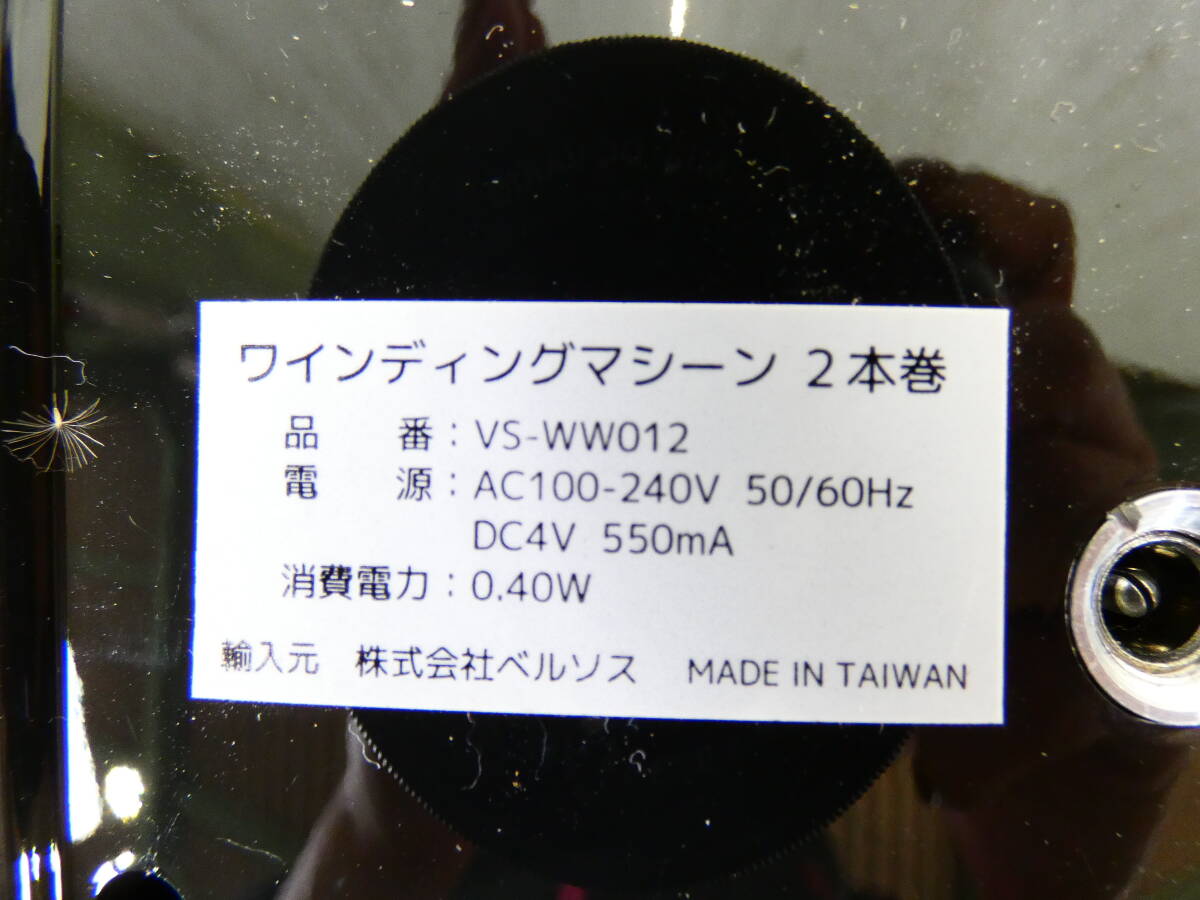 ワインディングマシーン 2本巻
品 番：VS-WW012
電 源：AC100-240V 50/60Hz
DC4V 550mA
消費電力：0.40W
輸入元 株式会社ベルソス MADE IN TAIWAN